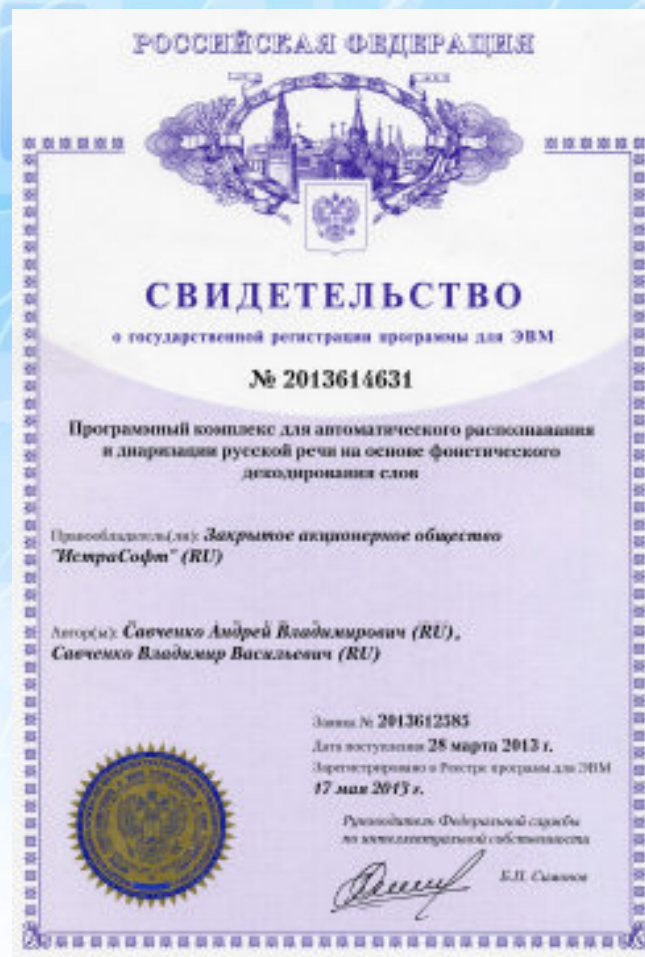 РОССИЙСКАЯ ФЕДЕРАЦИЯ
СВИДЕТЕЛЬСТВО
о государственной регистрации программы для ЭВМ
№ 2013614631
Программный комплекс для автоматического распознавания
и диаризации русской речи на основе фонетического
декодирования слов
Правообладатель(ли): Закрытое акционерное общество
"ИстраСофт" (RU)
Автор(ы): Савченко Андрей Владимирович (RU),
Савченко Владимир Васильевич (RU)
Заявка № 2013612585
Дата поступления 28 марта 2013 г.
Зарегистрировано в Реестре программ для ЭВМ
17 мая 2013 г.
Руководитель Федеральной службы
по интеллектуальной собственности
Б.П. Симонов